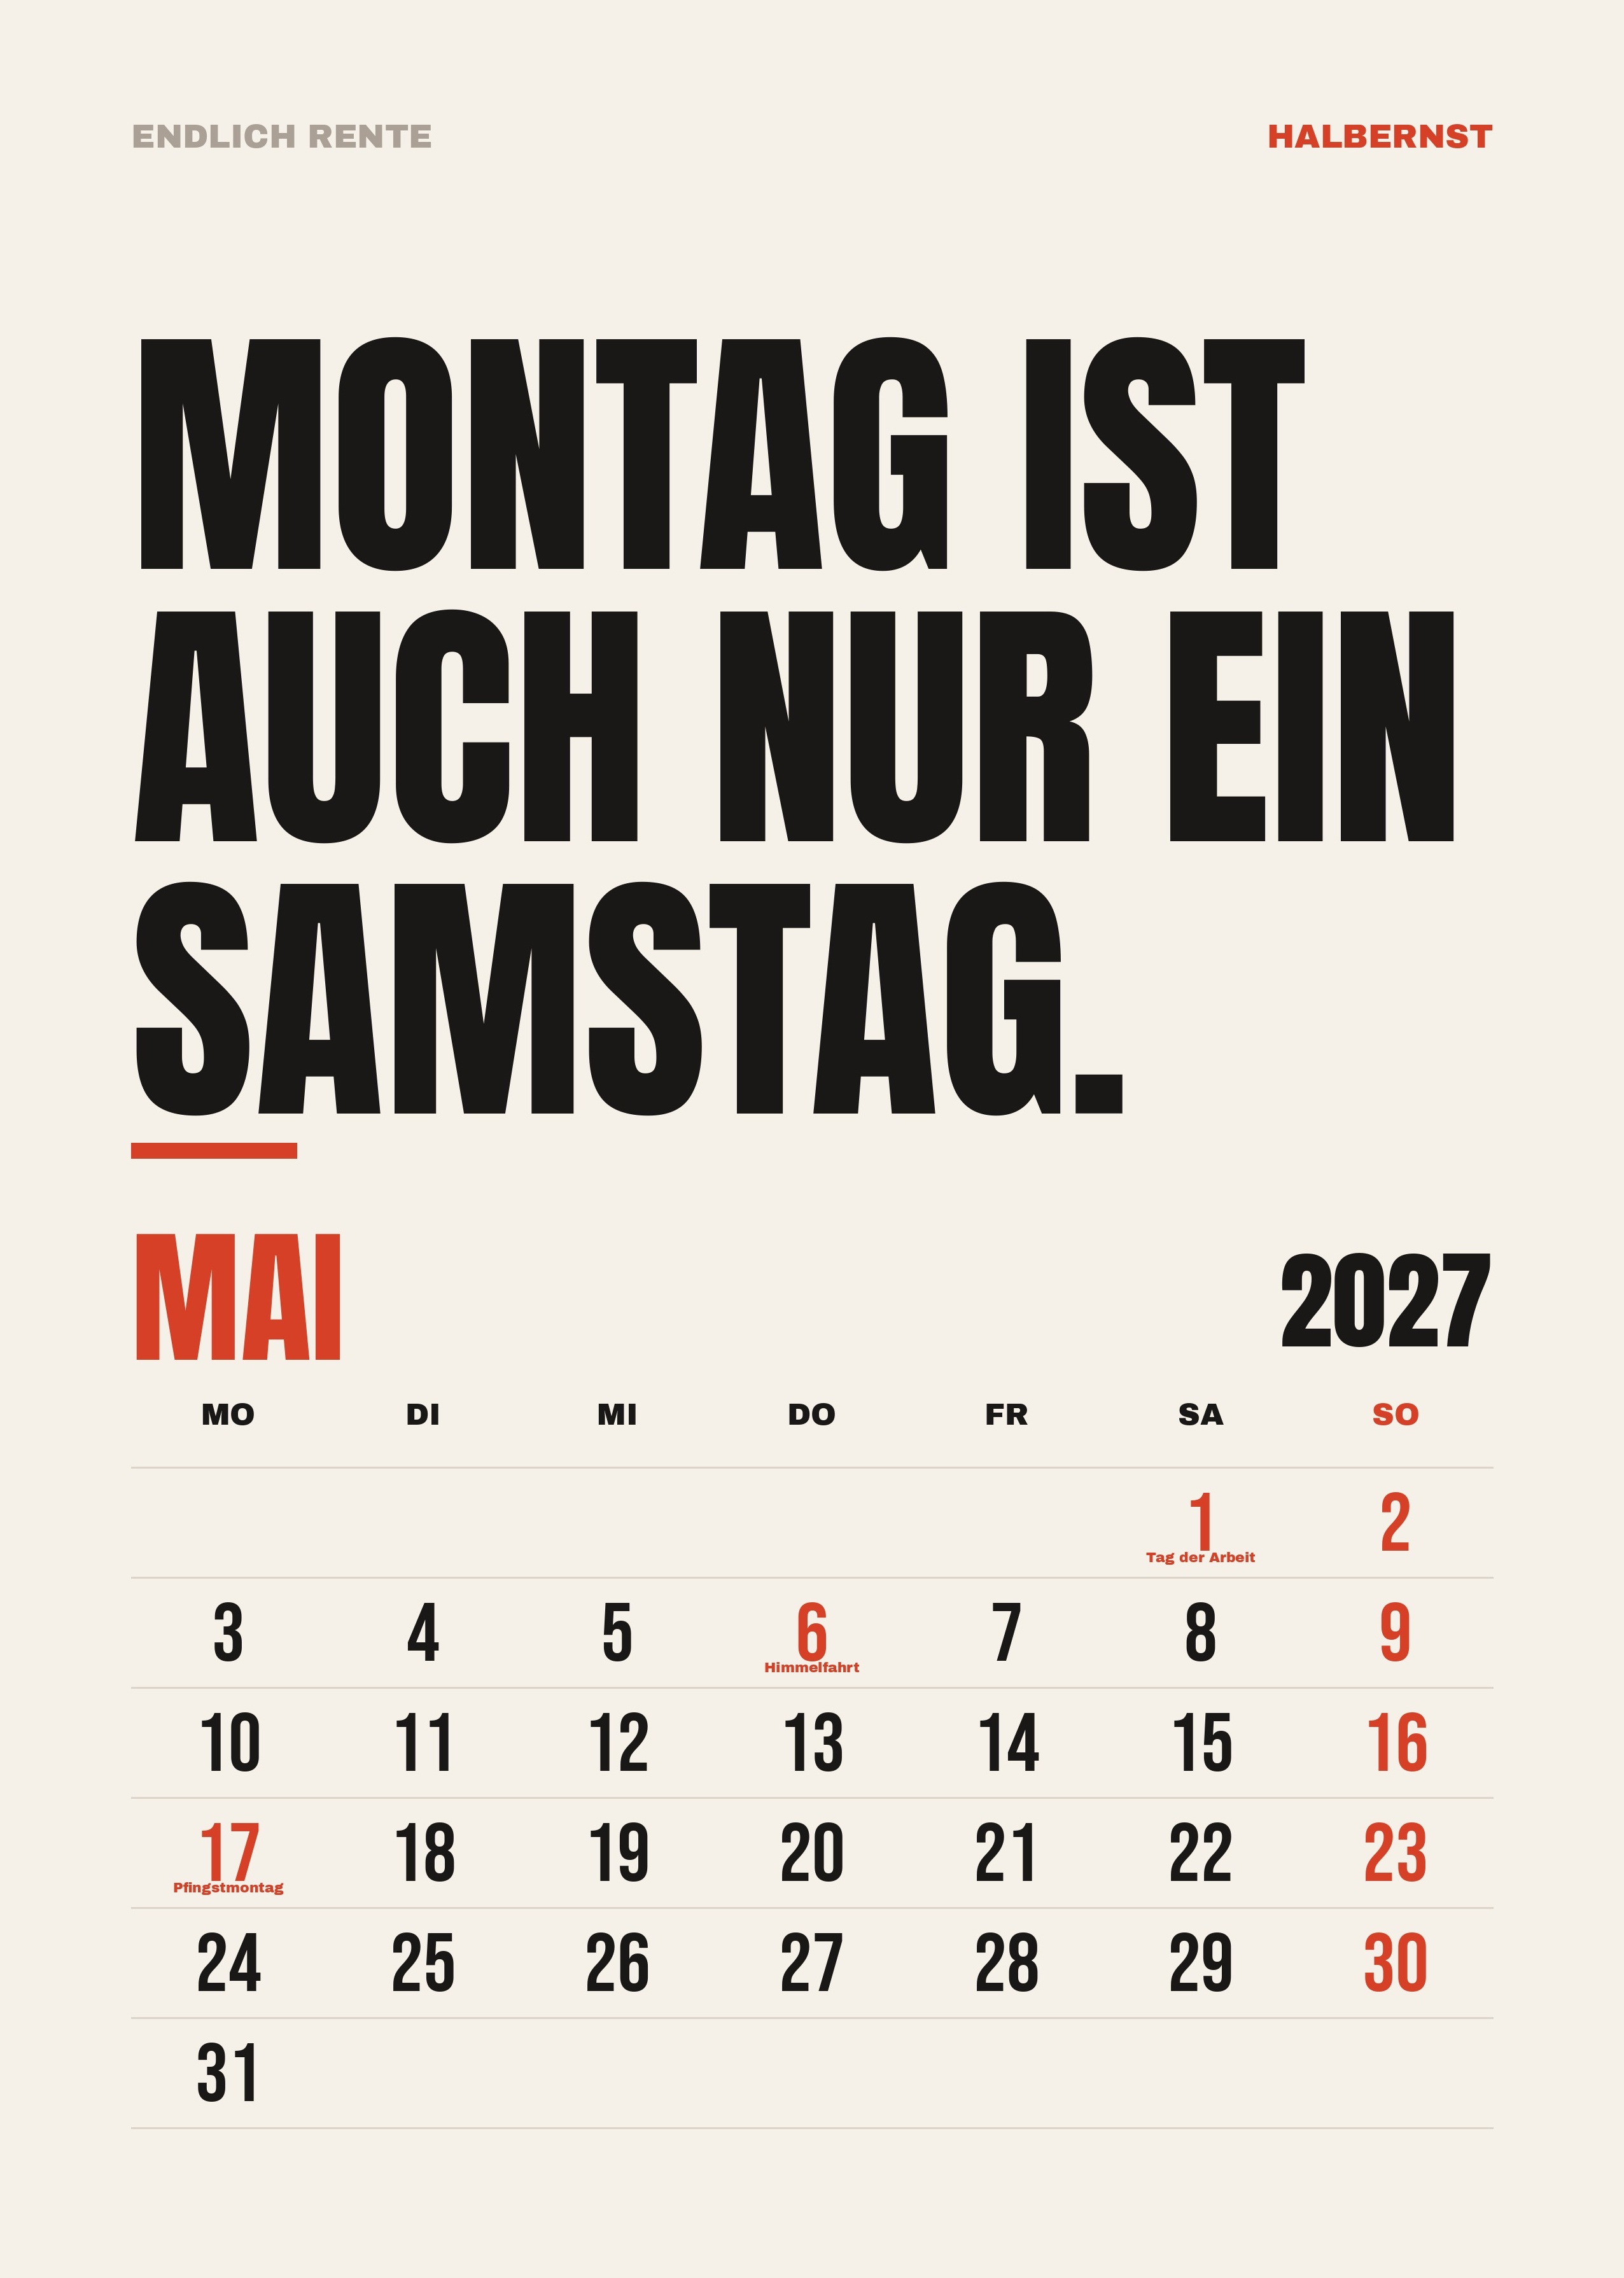 ENDLICH RENTE HALBERNST
MONTAG IST
AUCH NUR EIN
SAMSTAG.
MAI 2027
MO DI MI DO FR SA SO
1 2
Tag der Arbeit
3 4 5 6 7 8 9
Himmelfahrt
10 11 12 13 14 15 16
17 18 19 20 21 22 23
Pfingstmontag
24 25 26 27 28 29 30
31